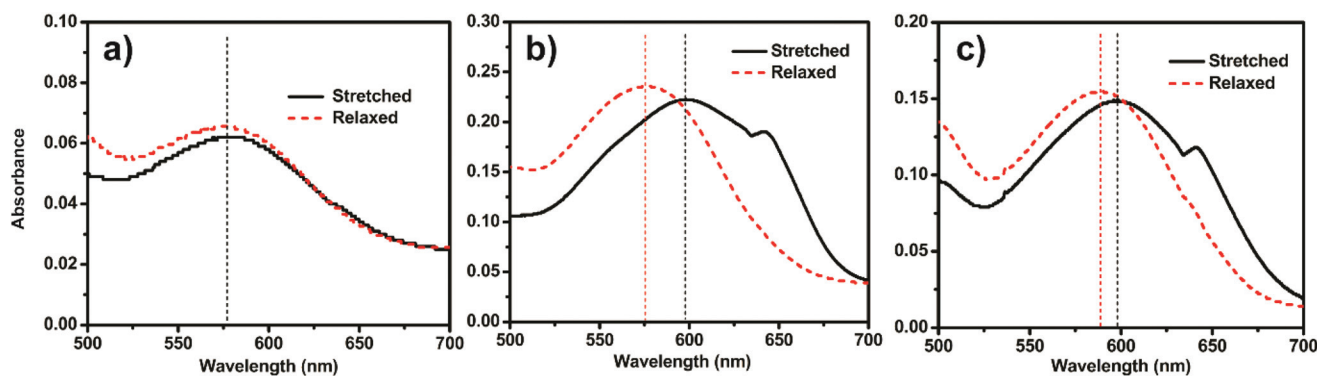 a)
0.10
0.08
0.06
0.04
0.02
0.00
Absorbance
Stretched
Relaxed
500 550 600 650 700
Wavelength (nm)
b)
0.30
0.25
0.20
0.15
0.10
0.05
0.00
Stretched
Relaxed
500 550 600 650 700
Wavelength (nm)
c)
0.20
0.15
0.10
0.05
0.00
Stretched
Relaxed
500 550 600 650 700
Wavelength (nm)